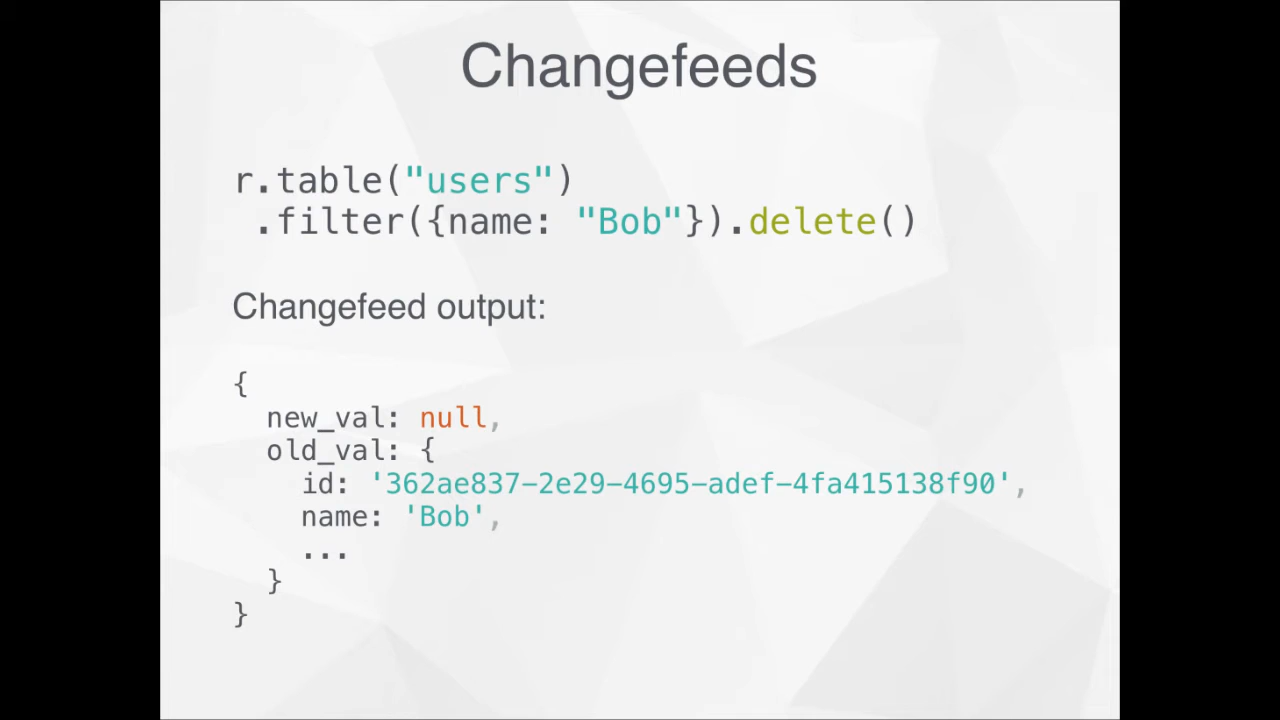 Changefeeds
r.table("users")
.filter({name: "Bob"}).delete()
Changefeed output:
{
new_val: null,
old_val: {
id: '362ae837-2e29-4695-adef-4fa415138f90',
name: 'Bob',
...
}
}